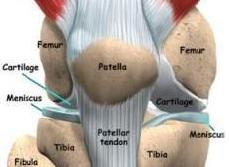 Femur
Femur
Cartilage
Patella
Meniscus
Cartilage
Patellar
tendon
Meniscus
Tibia
Tibia
Fibula